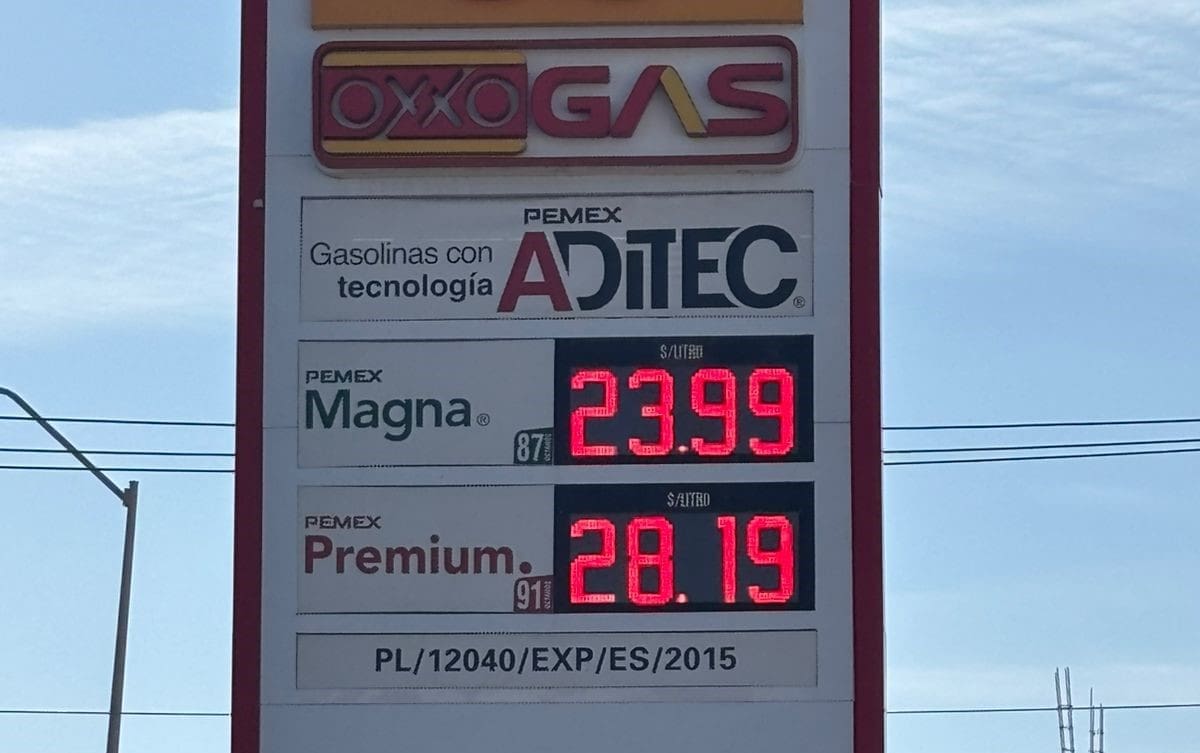 OXXO GAS
PEMEX
Gasolinas con
tecnología
ADITEC®
$/LITRO
PEMEX
Magna®
87
23.99
$/LITRO
PEMEX
Premium.
91
28.19
PL/12040/EXP/ES/2015